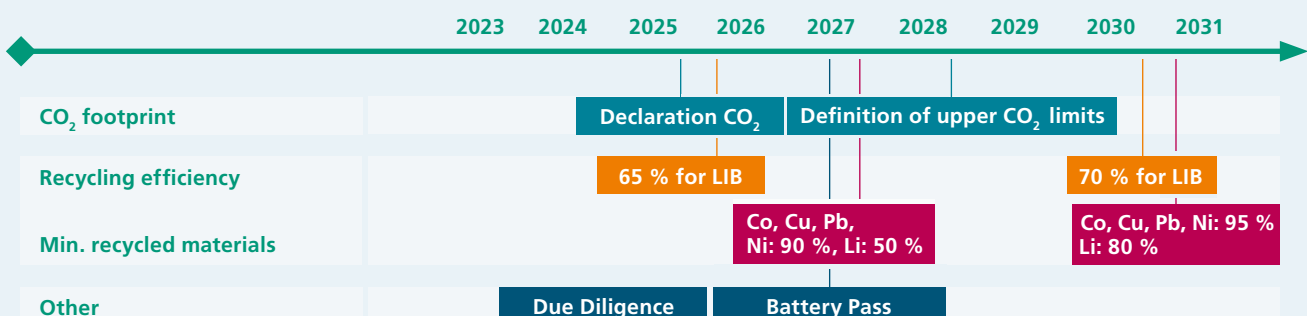 2023 2024 2025 2026 2027 2028 2029 2030 2031
CO₂ footprint
Declaration CO₂
Definition of upper CO₂ limits
Recycling efficiency
65 % for LIB
70 % for LIB
Min. recycled materials
Co, Cu, Pb,
Ni: 90 %, Li: 50 %
Co, Cu, Pb, Ni: 95 %
Li: 80 %
Other
Due Diligence
Battery Pass